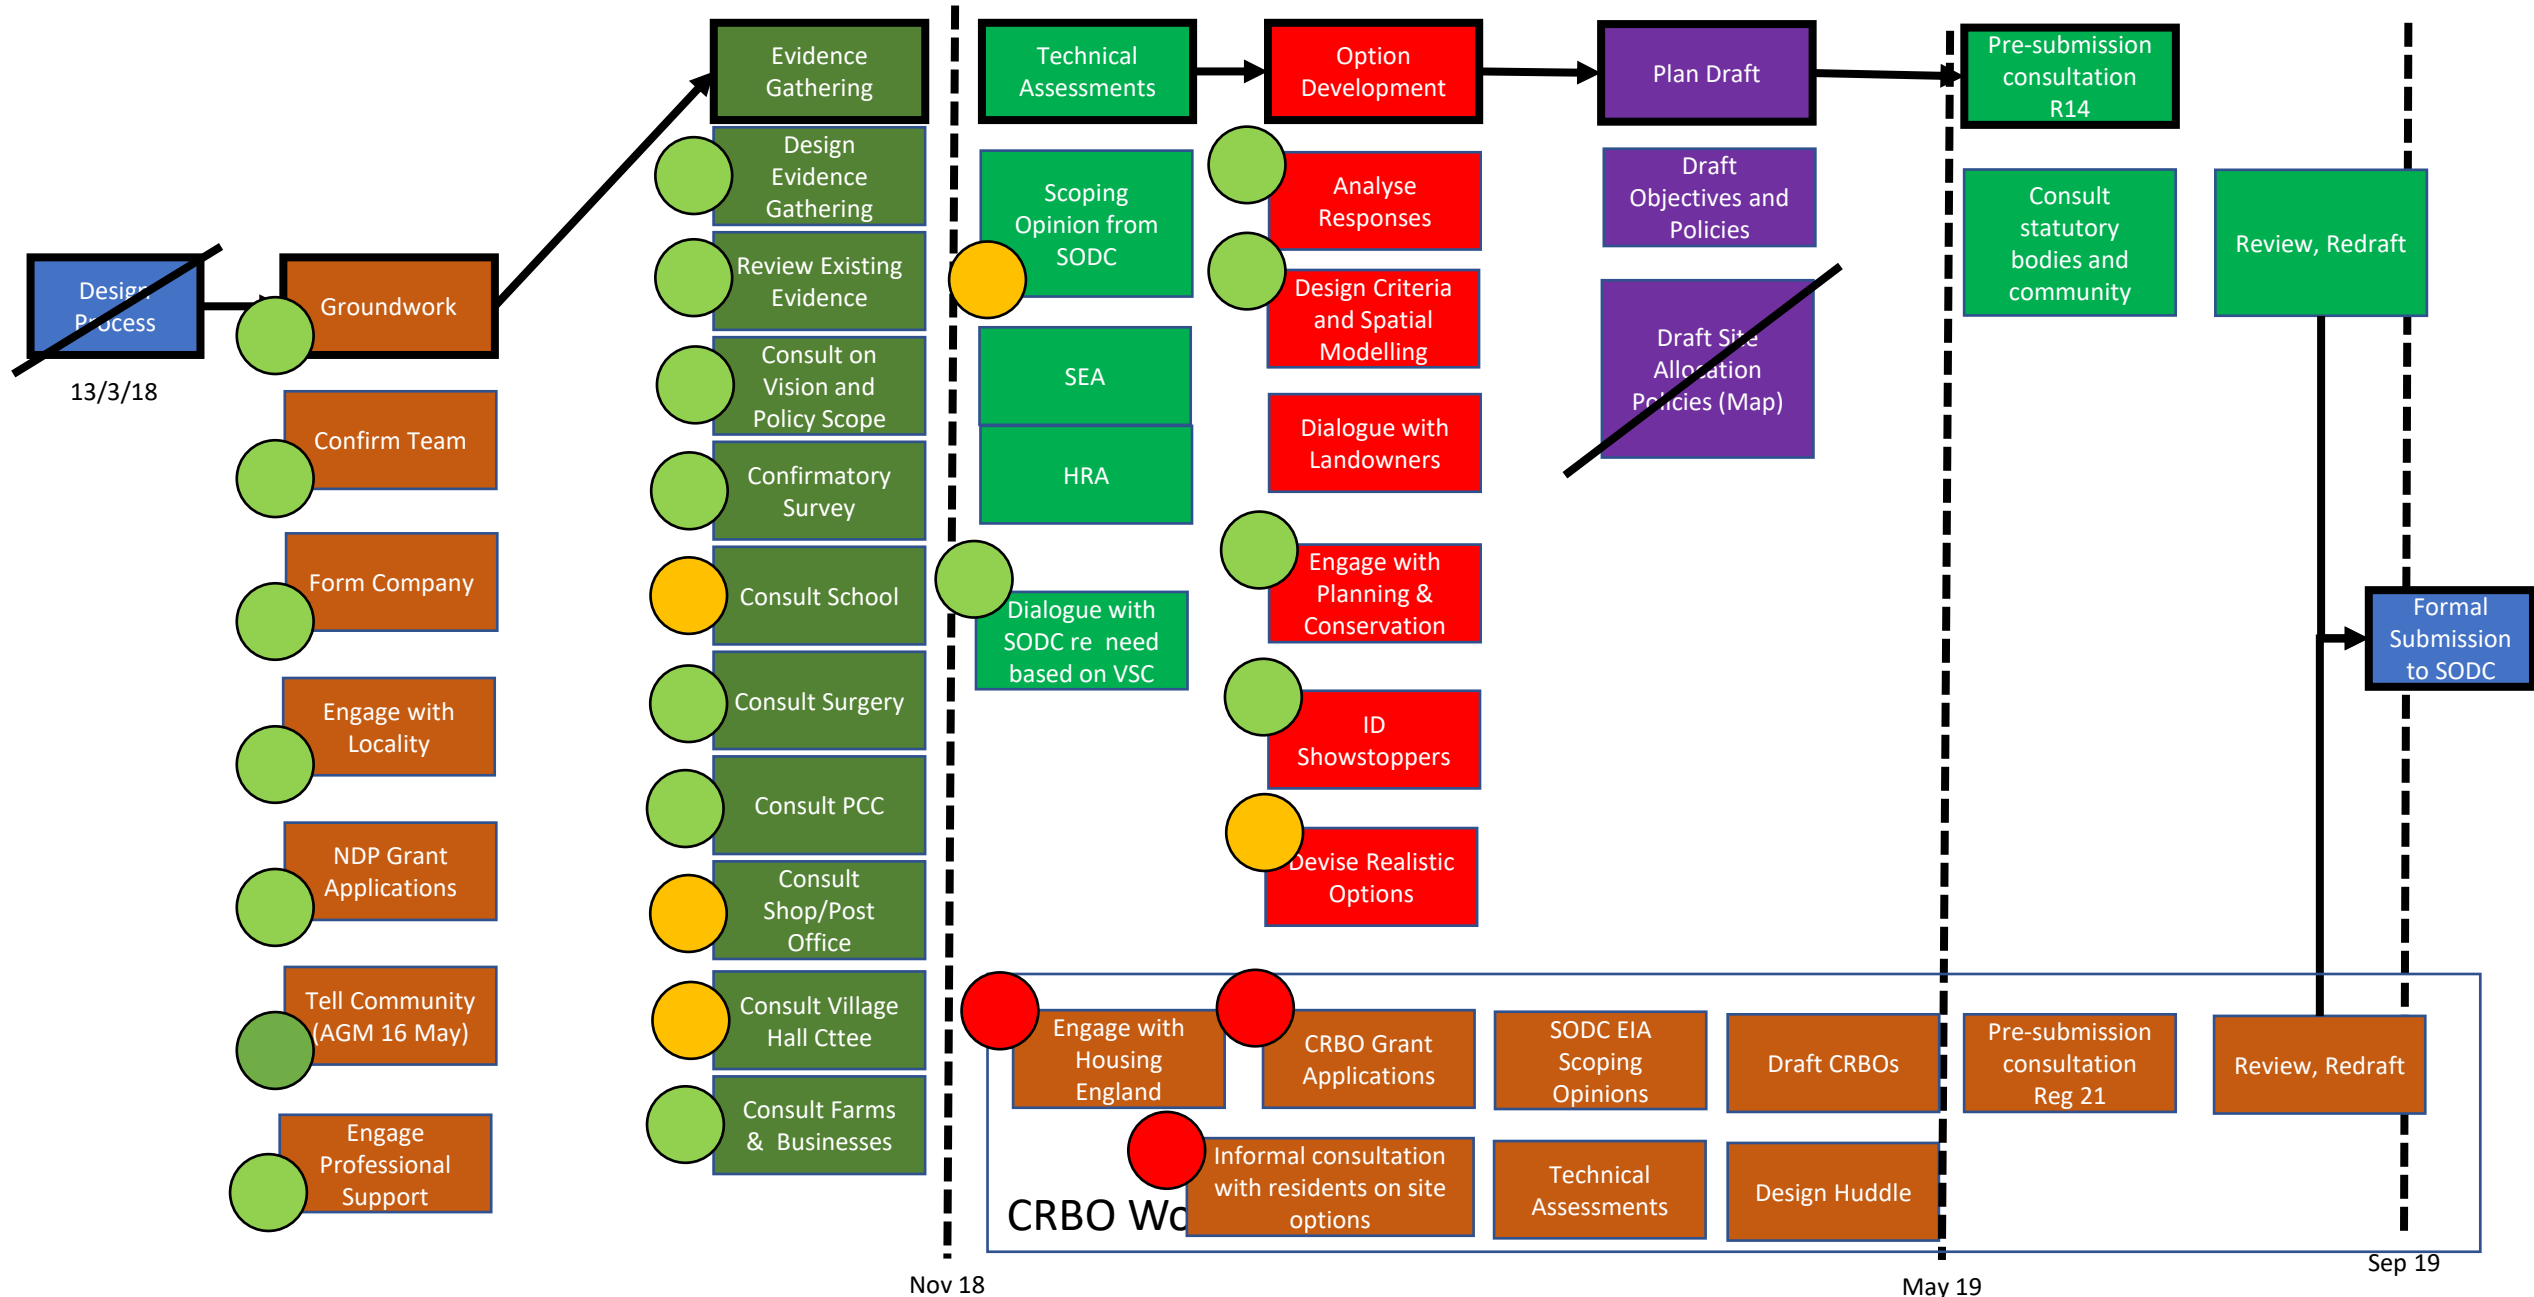 Design
Process
13/3/18
Groundwork
Confirm Team
Form Company
Engage with
Locality
NDP Grant
Applications
Tell Community
(AGM 16 May)
Engage
Professional
Support
Evidence
Gathering
Design
Evidence
Gathering
Review Existing
Evidence
Consult on
Vision and
Policy Scope
Confirmatory
Survey
Consult School
Consult Surgery
Consult PCC
Consult
Shop/Post
Office
Consult Village
Hall Cttee
Consult Farms
& Businesses
Nov 18
Technical
Assessments
Scoping
Opinion from
SODC
SEA
HRA
Dialogue with
SODC re need
based on VSC
Option
Development
Analyse
Responses
Design Criteria
and Spatial
Modelling
Dialogue with
Landowners
Engage with
Planning &
Conservation
ID
Showstoppers
Devise Realistic
Options
Plan Draft
Draft
Objectives and
Policies
Draft Site
Allocation
Policies (Map)
Pre-submission
consultation
R14
Consult
statutory
bodies and
community
Review, Redraft
Formal
Submission
to SODC
Engage with
Housing
England
CRBO Grant
Applications
SODC EIA
Scoping
Opinions
Draft CRBOs
Pre-submission
consultation
Reg 21
Review, Redraft
CRBO Wo
Informal consultation
with residents on site
options
Technical
Assessments
Design Huddle
May 19
Sep 19